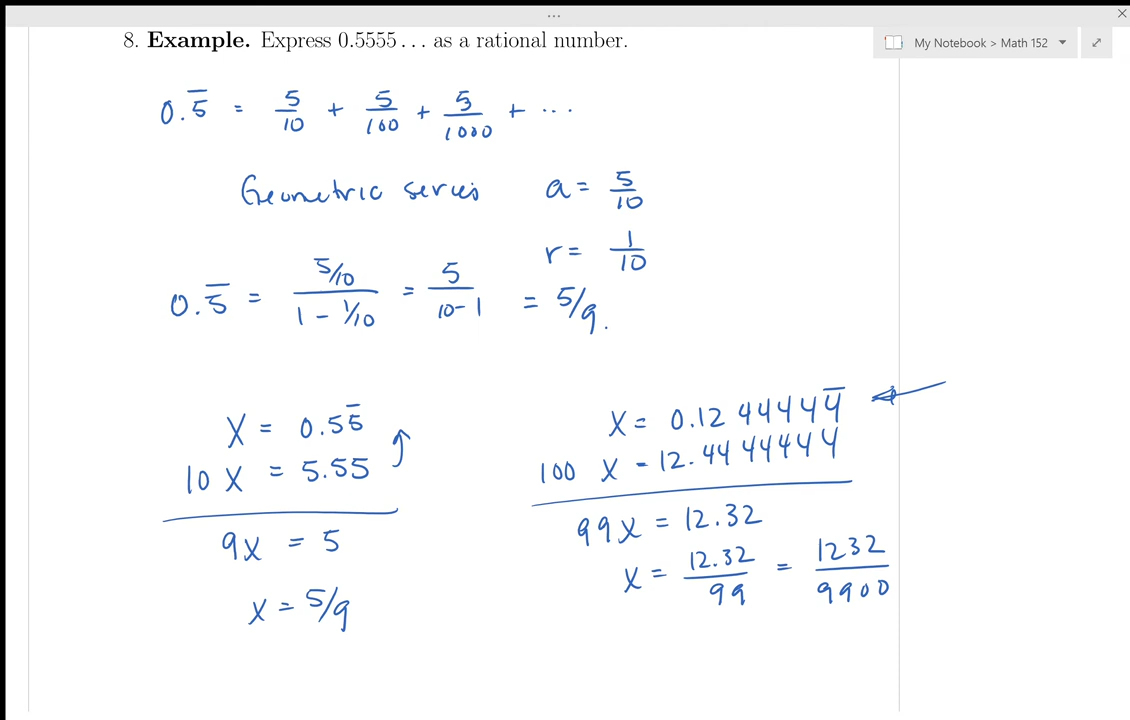 ...
8. Example. Express 0.5555... as a rational number.
My Notebook > Math 152
0.5̅ = 5/10 + 5/100 + 5/1000 + ...
Geometric series a = 5/10
r = 1/10
0.5̅ = (5/10)/(1 - 1/10) = 5/(10-1) = 5/9.
x = 0.55̅
10 x = 5.55
9x = 5
x = 5/9
x = 0.12 444444̅
100 x = 12.44 44444
99x = 12.32
x = 12.32/99 = 1232/9900